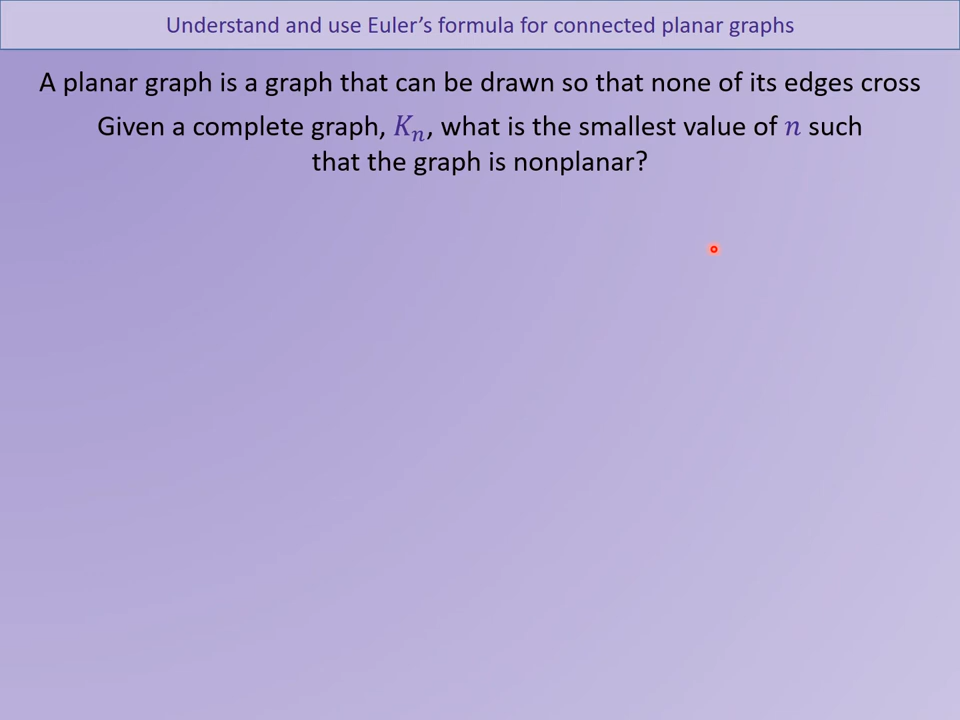 Understand and use Euler’s formula for connected planar graphs
A planar graph is a graph that can be drawn so that none of its edges cross
Given a complete graph, Kₙ, what is the smallest value of n such
that the graph is nonplanar?